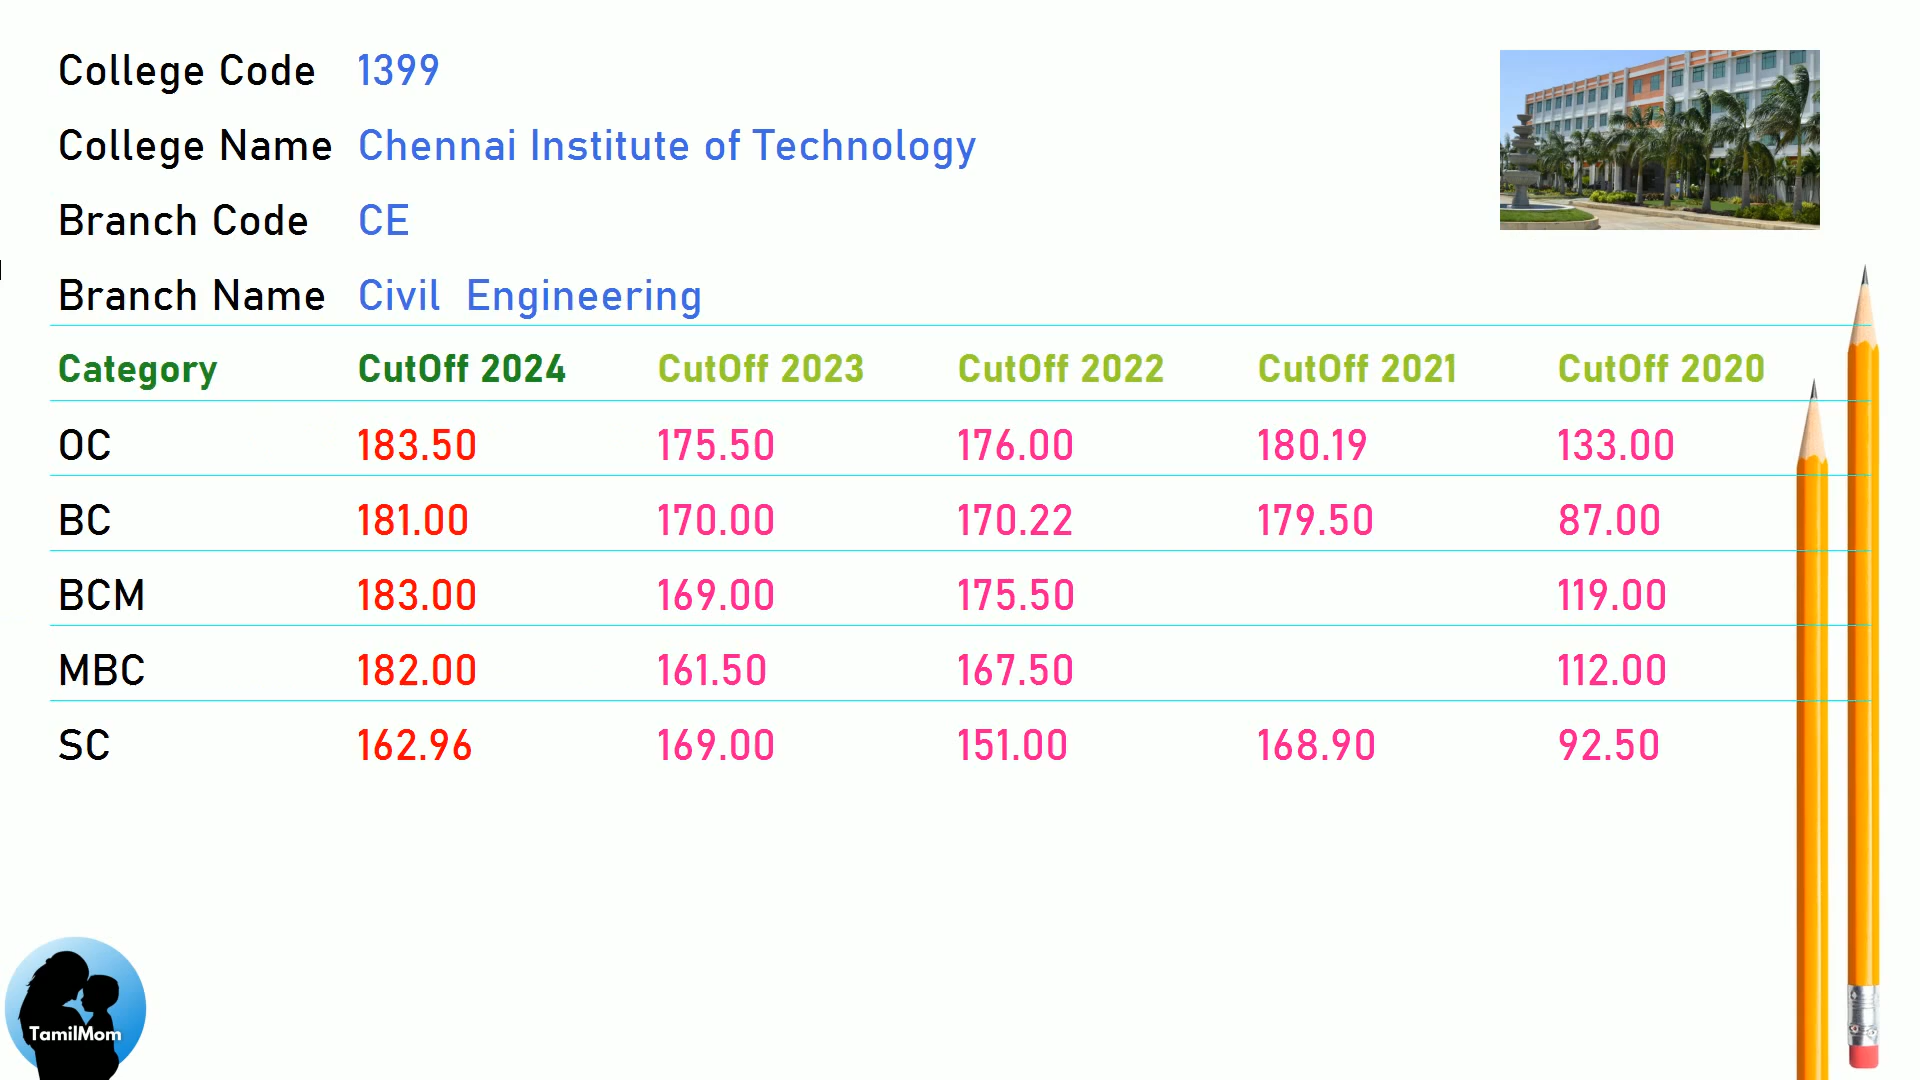 College Code 1399
College Name Chennai Institute of Technology
Branch Code CE
Branch Name Civil Engineering
Category CutOff 2024 CutOff 2023 CutOff 2022 CutOff 2021 CutOff 2020
OC 183.50 175.50 176.00 180.19 133.00
BC 181.00 170.00 170.22 179.50 87.00
BCM 183.00 169.00 175.50 119.00
MBC 182.00 161.50 167.50 112.00
SC 162.96 169.00 151.00 168.90 92.50
TamilMom